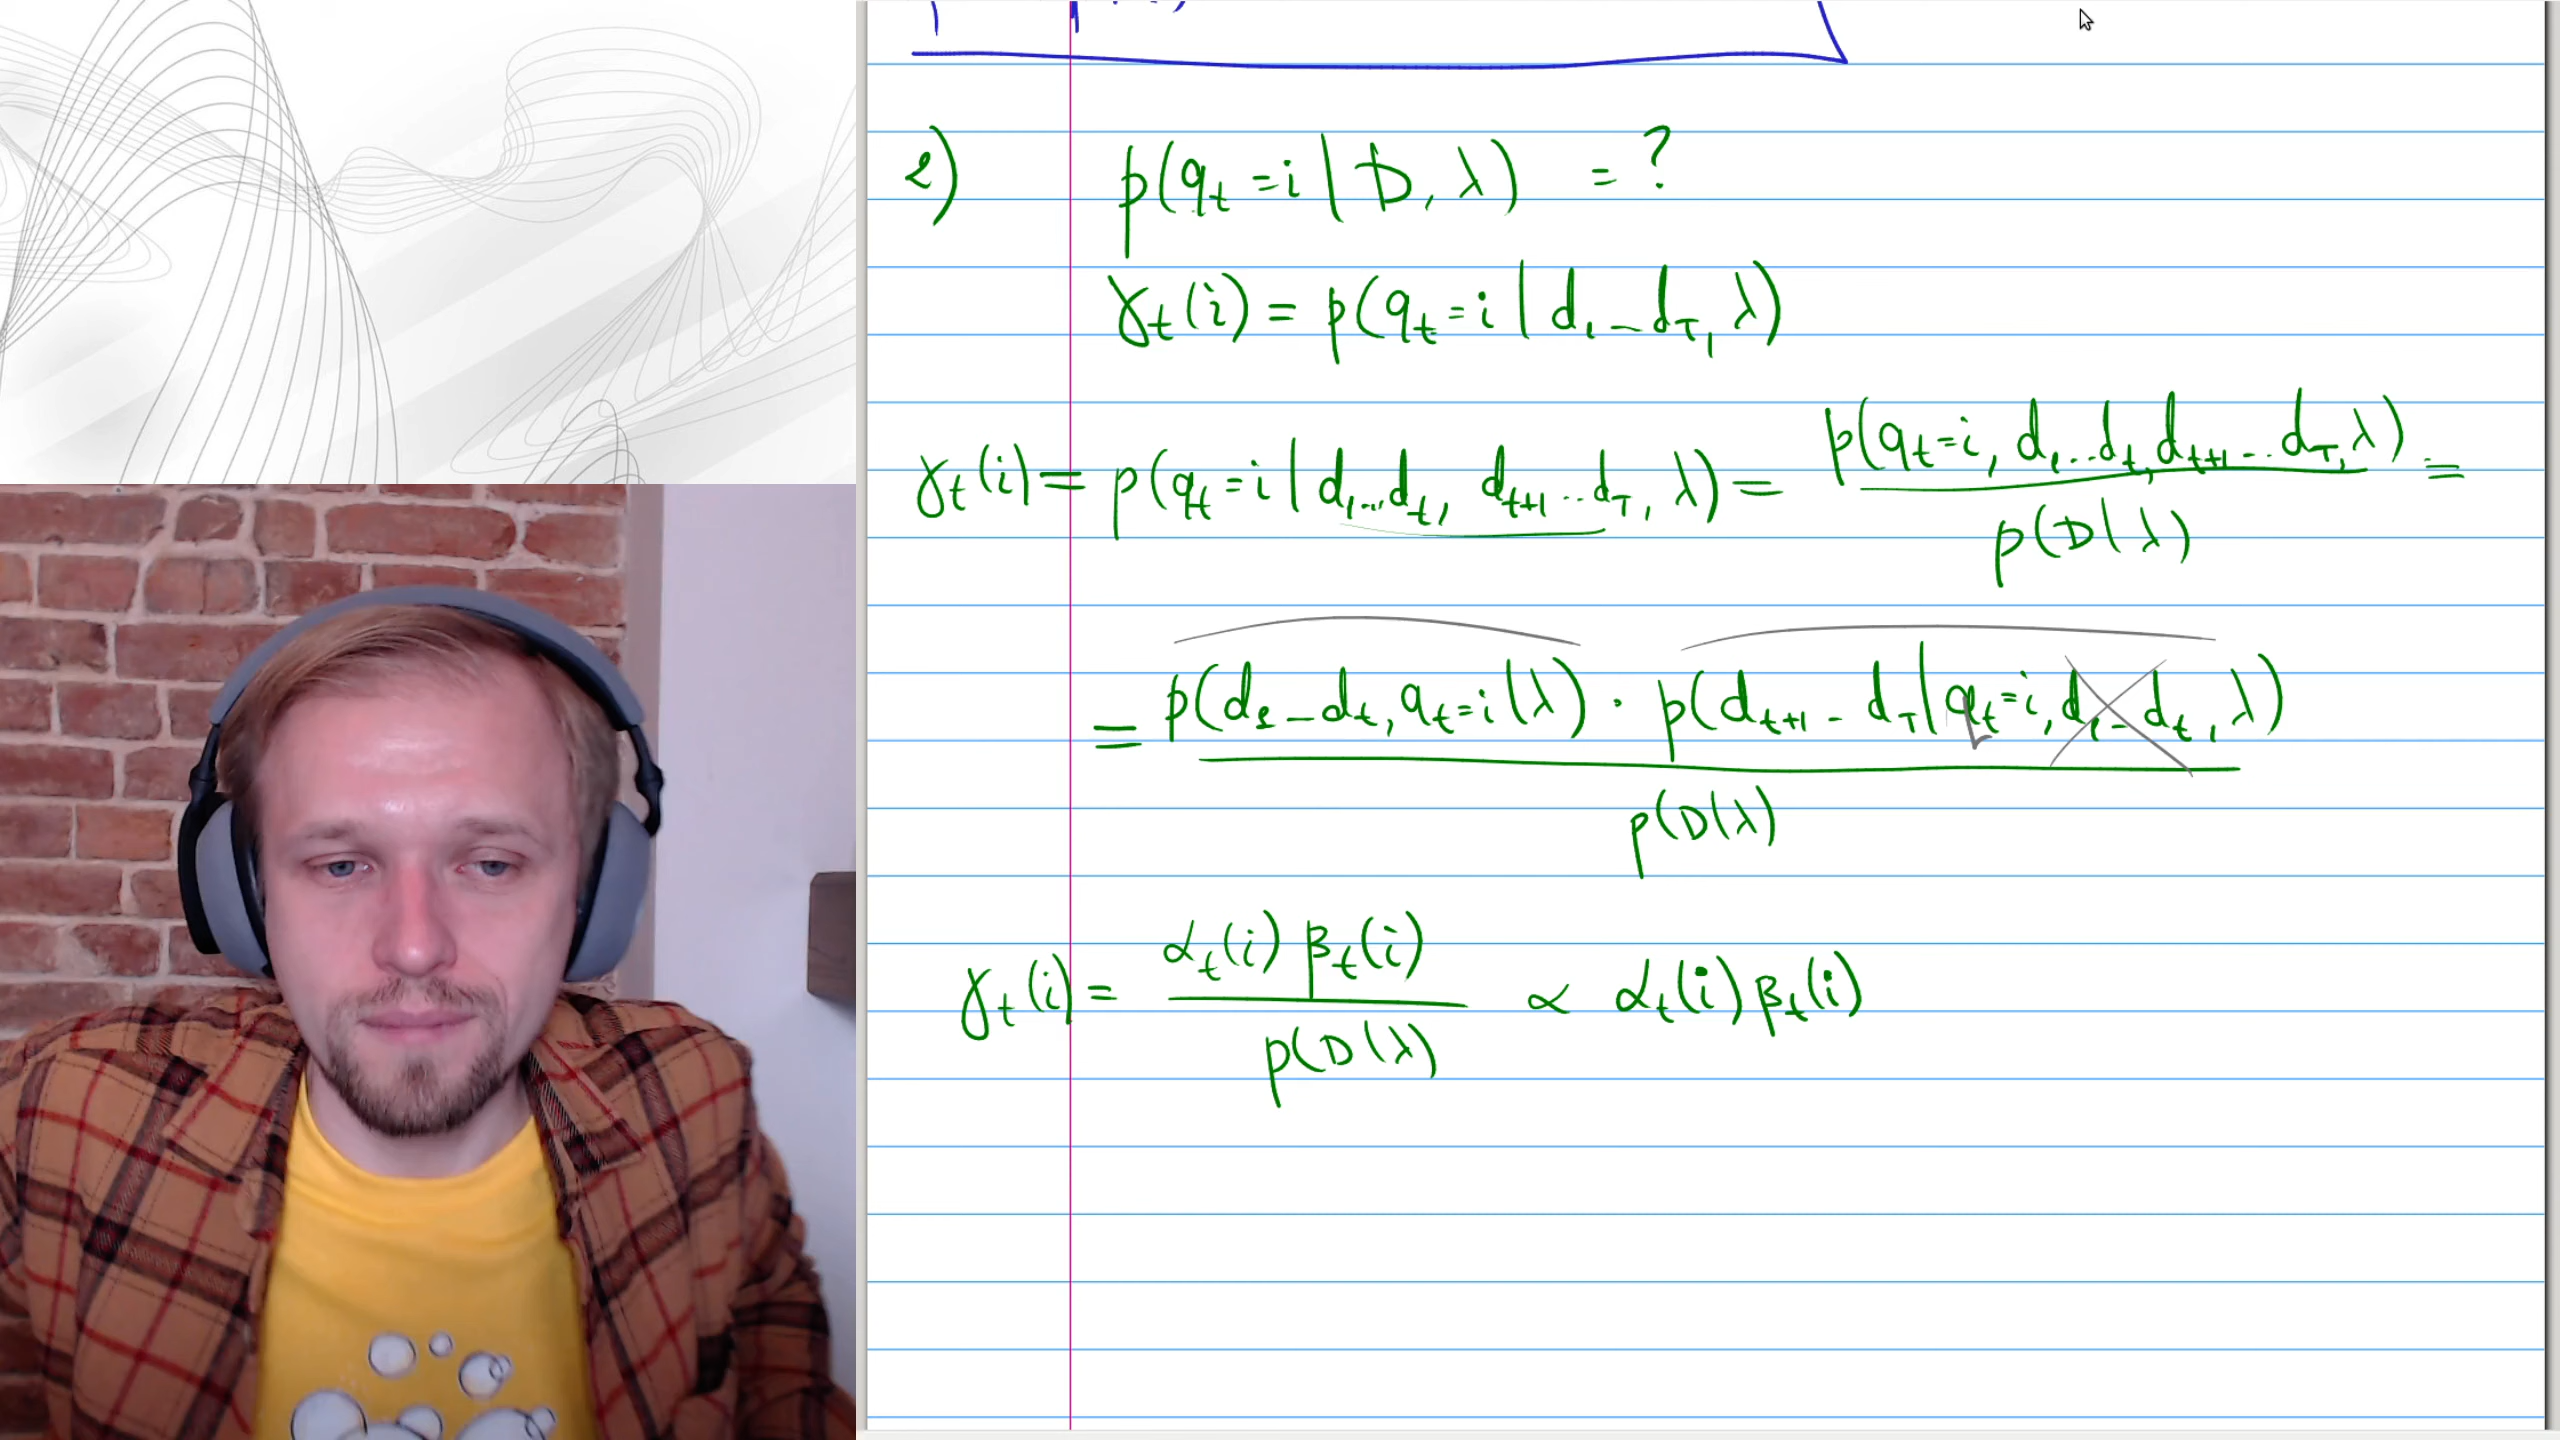 2) p(q_t = i | D, λ) = ?
γ_t(i) = p(q_t = i | d_1 – d_T, λ)
γ_t(i) = p(q_t = i | d_1...d_t, d_{t+1}...d_T, λ) = p(q_t = i, d_1...d_t, d_{t+1}...d_T, λ) / p(D | λ) =
= p(d_1 – d_t, q_t = i | λ) · p(d_{t+1} – d_T | q_t = i, d_1 – d_t, λ) / p(D | λ)
γ_t(i) = α_t(i) β_t(i) / p(D | λ) ∝ α_t(i) β_t(i)